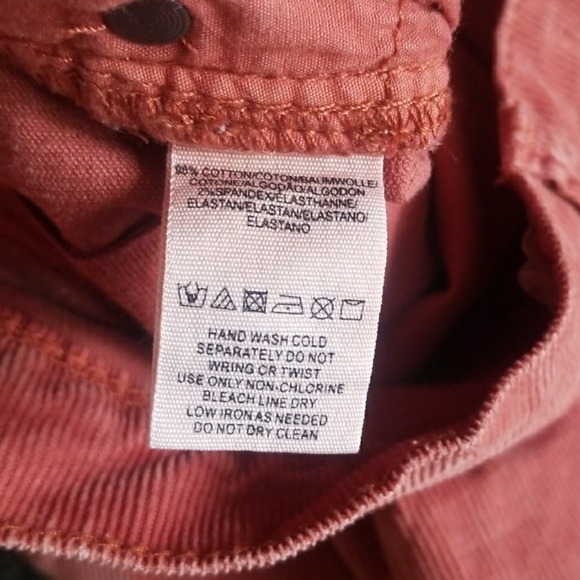 98% COTTON/COTON/BAUMWOLLE/
COTONE/ALGODÃO/ALGODON
2%SPANDEX/ELASTHANNE/
ELASTAN/ELASTAN/ELASTANO/
ELASTANO
HAND WASH COLD
SEPARATELY DO NOT
WRING OR TWIST
USE ONLY NON-CHLORINE
BLEACH LINE DRY
LOW IRON AS NEEDED
DO NOT DRY CLEAN